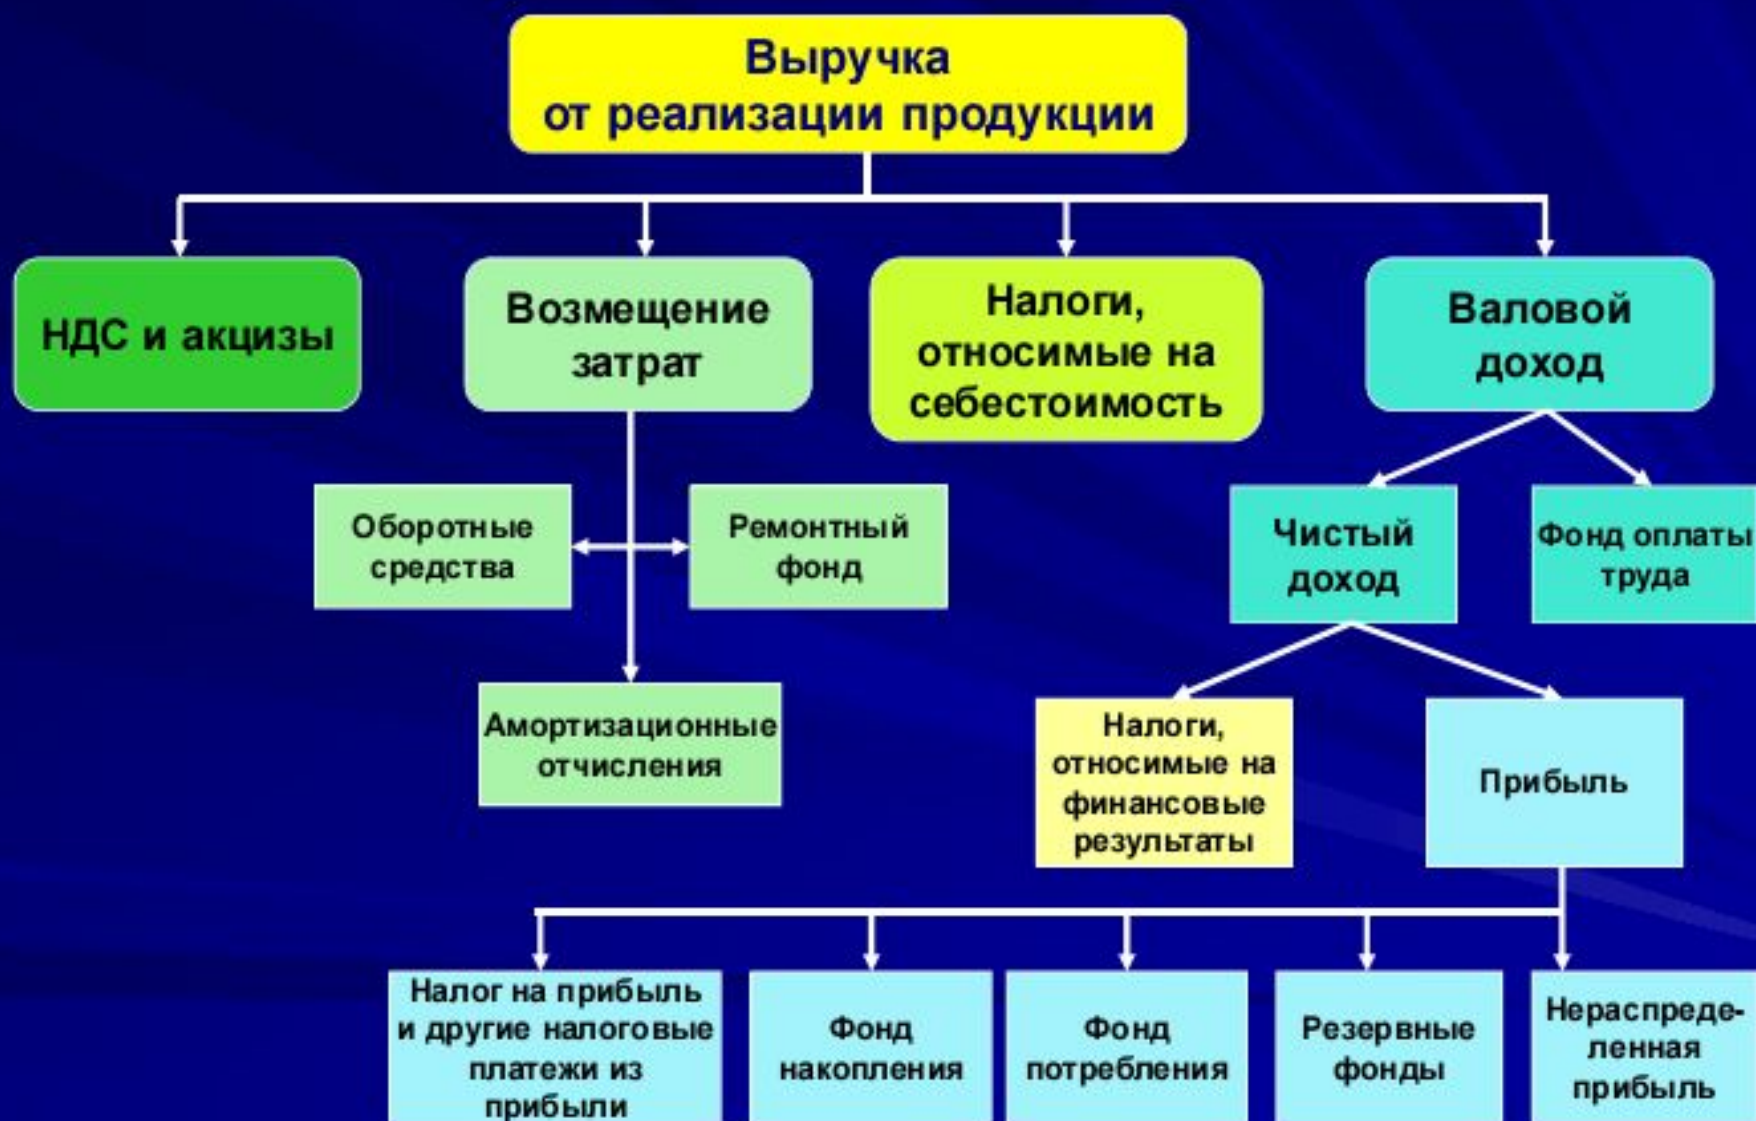 Выручка
от реализации продукции
НДС и акцизы
Возмещение
затрат
Налоги,
относимые на
себестоимость
Валовой
доход
Оборотные
средства
Ремонтный
фонд
Чистый
доход
Фонд оплаты
труда
Амортизационные
отчисления
Налоги,
относимые на
финансовые
результаты
Прибыль
Налог на прибыль
и другие налоговые
платежи из
прибыли
Фонд
накопления
Фонд
потребления
Резервные
фонды
Нераспреде-
ленная
прибыль